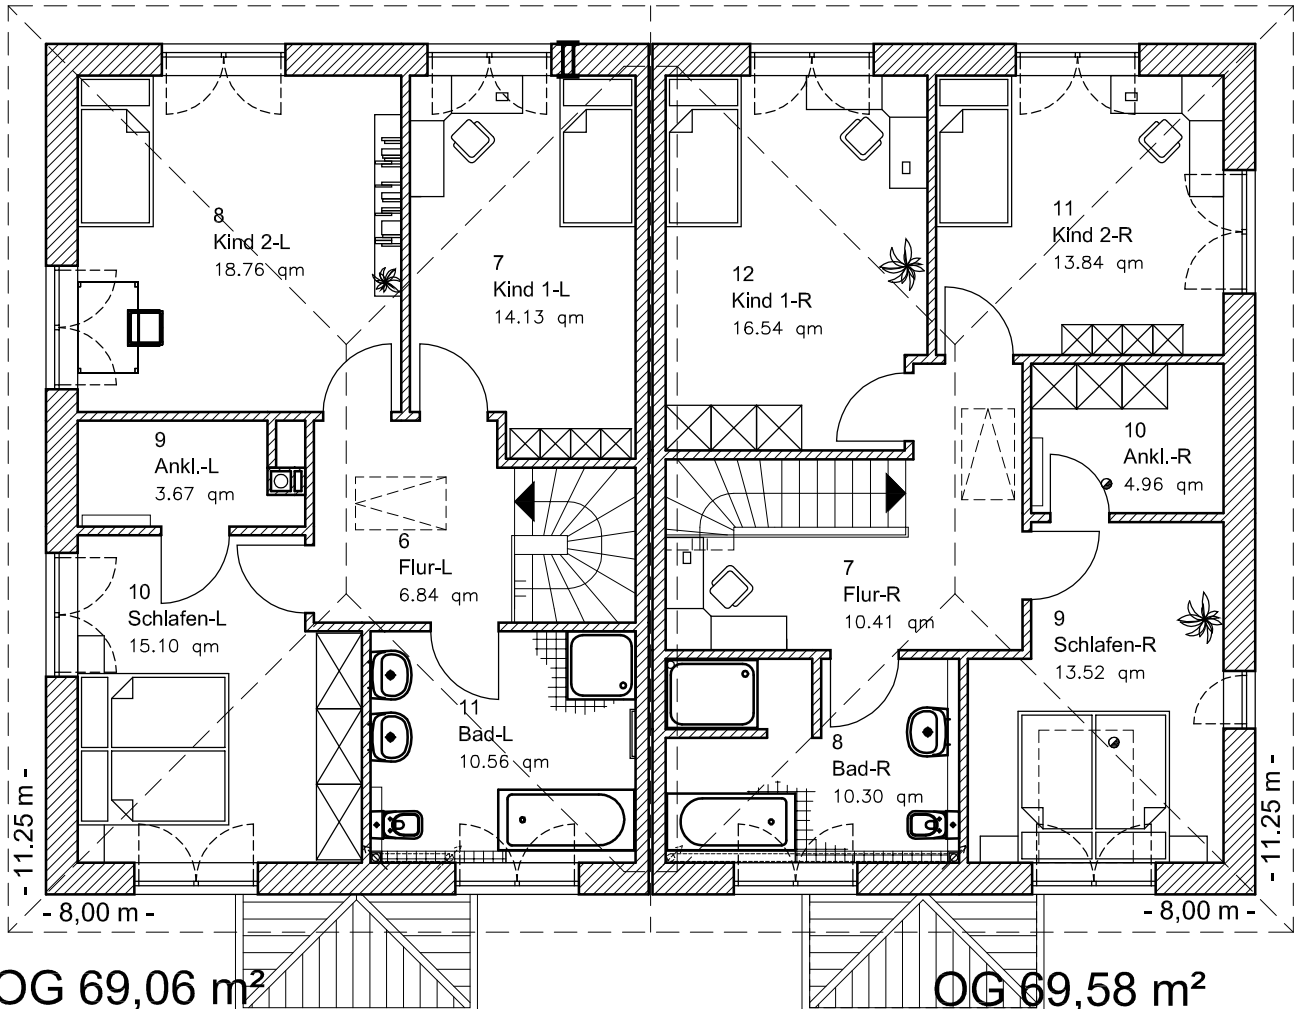 8
Kind 2-L
18.76 qm
7
Kind 1-L
14.13 qm
12
Kind 1-R
16.54 qm
11
Kind 2-R
13.84 qm
9
Ankl.-L
3.67 qm
10
Ankl.-R
4.96 qm
6
Flur-L
6.84 qm
7
Flur-R
10.41 qm
10
Schlafen-L
15.10 qm
9
Schlafen-R
13.52 qm
11
Bad-L
10.56 qm
8
Bad-R
10.30 qm
- 11.25 m -
- 11.25 m -
- 8,00 m -
- 8,00 m -
OG 69,06 m²
OG 69,58 m²